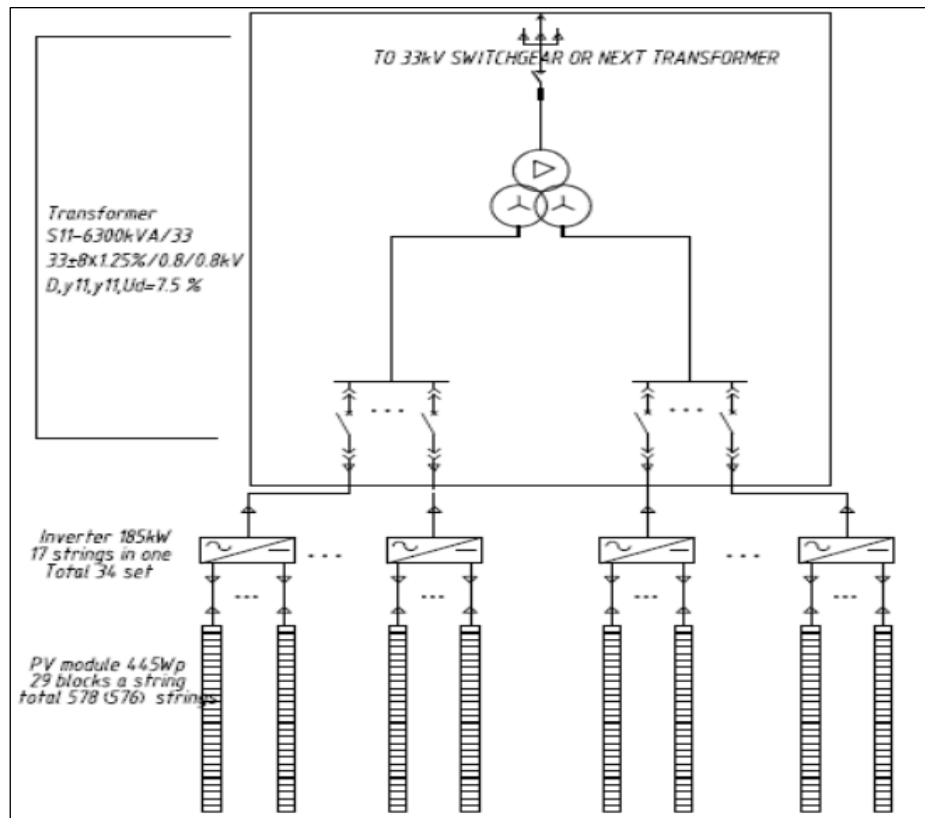 TO 33kV SWITCHGEAR OR NEXT TRANSFORMER
Transformer
S11-6300kVA/33
33±8x1.25%/0.8/0.8kV
D,y11,y11,Ud=7.5 %
Inverter 185kW
17 strings in one
Total 34 set
PV module 445Wp
29 blocks a string
total 578 (576) strings